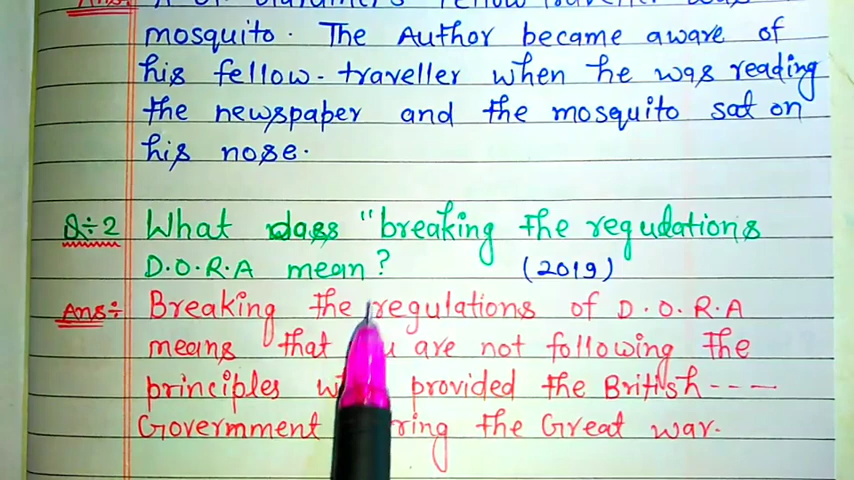 mosquito. The Author became aware of
his fellow-traveller when he was reading
the newspaper and the mosquito sat on
his nose.
Q÷2 What dass "breaking the regudations
D.O.R.A mean? (2019)
Ans÷ Breaking the regulations of D.O.R.A
means that are not following the
principles provided the British ---
Government the Great war.